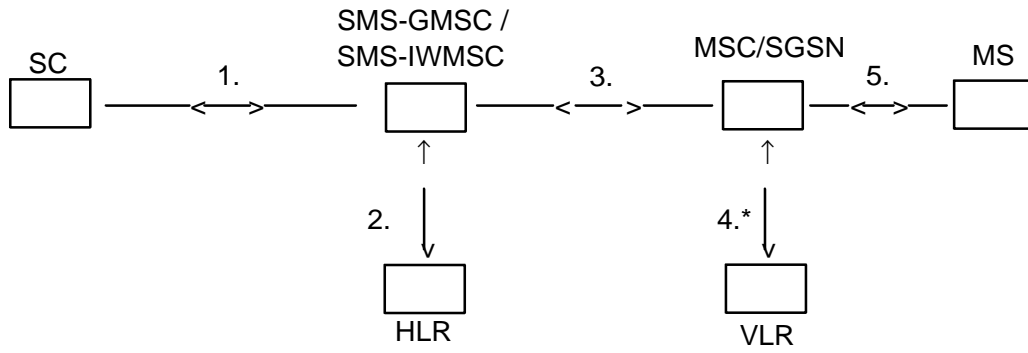 SMS-GMSC /
SMS-IWMSC
SC
1.
3.
MSC/SGSN
5.
MS
2.
4.*
HLR
VLR